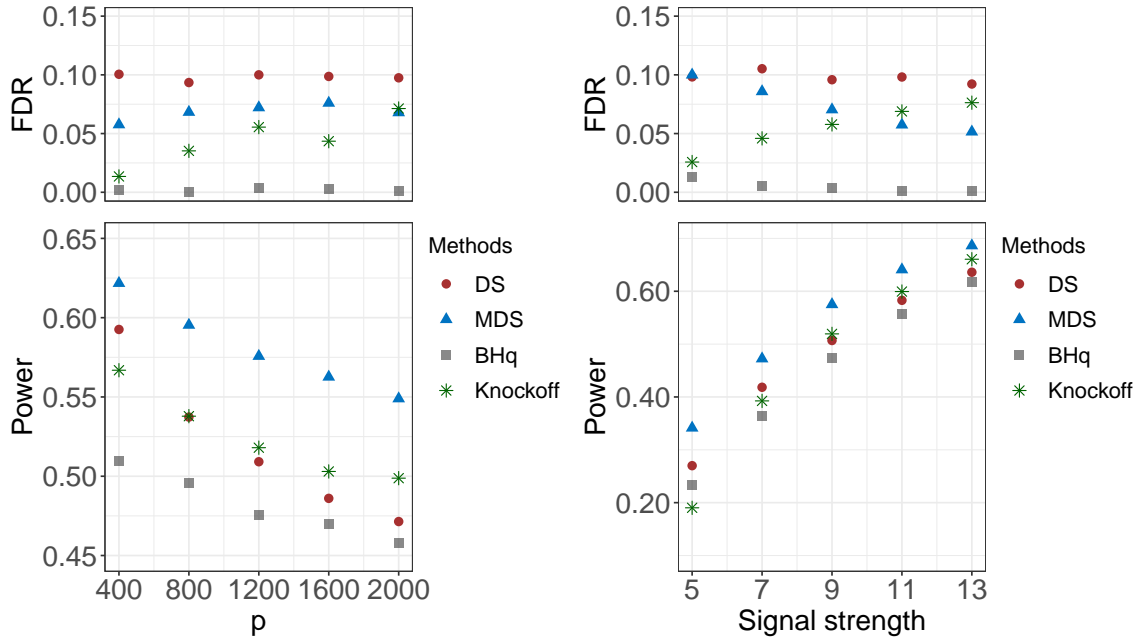 FDR
0.15
0.10
0.05
0.00
Power
0.65
0.60
0.55
0.50
0.45
400 800 1200 1600 2000
p
Methods
DS
MDS
BHq
Knockoff
FDR
0.15
0.10
0.05
0.00
Power
0.60
0.40
0.20
5 7 9 11 13
Signal strength
Methods
DS
MDS
BHq
Knockoff